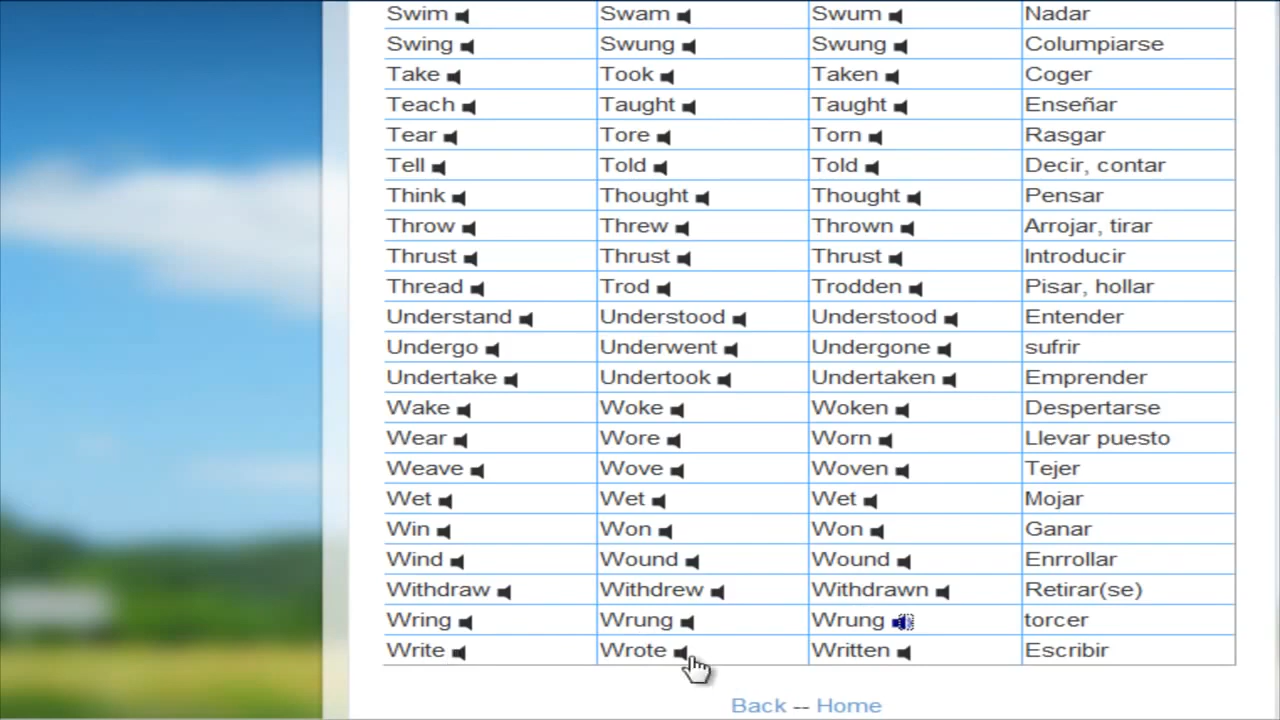 Swim Swam Swum Nadar
Swing Swung Swung Columpiarse
Take Took Taken Coger
Teach Taught Taught Enseñar
Tear Tore Torn Rasgar
Tell Told Told Decir, contar
Think Thought Thought Pensar
Throw Threw Thrown Arrojar, tirar
Thrust Thrust Thrust Introducir
Thread Trod Trodden Pisar, hollar
Understand Understood Understood Entender
Undergo Underwent Undergone sufrir
Undertake Undertook Undertaken Emprender
Wake Woke Woken Despertarse
Wear Wore Worn Llevar puesto
Weave Wove Woven Tejer
Wet Wet Wet Mojar
Win Won Won Ganar
Wind Wound Wound Enrrollar
Withdraw Withdrew Withdrawn Retirar(se)
Wring Wrung Wrung torcer
Write Wrote Written Escribir
Back -- Home